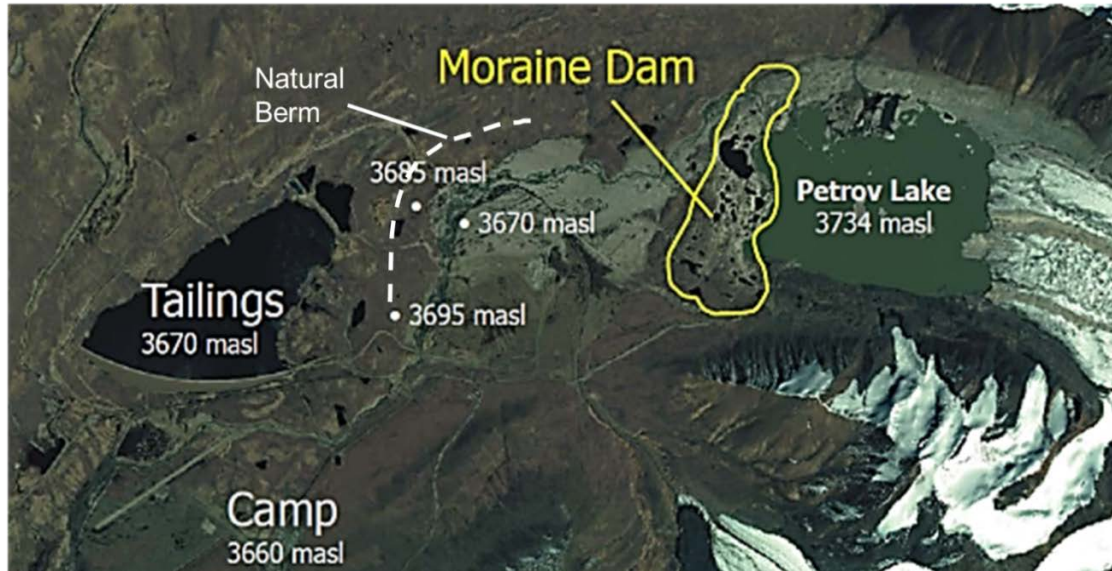 Natural
Berm
Moraine Dam
3685 masl
3670 masl
Petrov Lake
3734 masl
Tailings
3670 masl
3695 masl
Camp
3660 masl